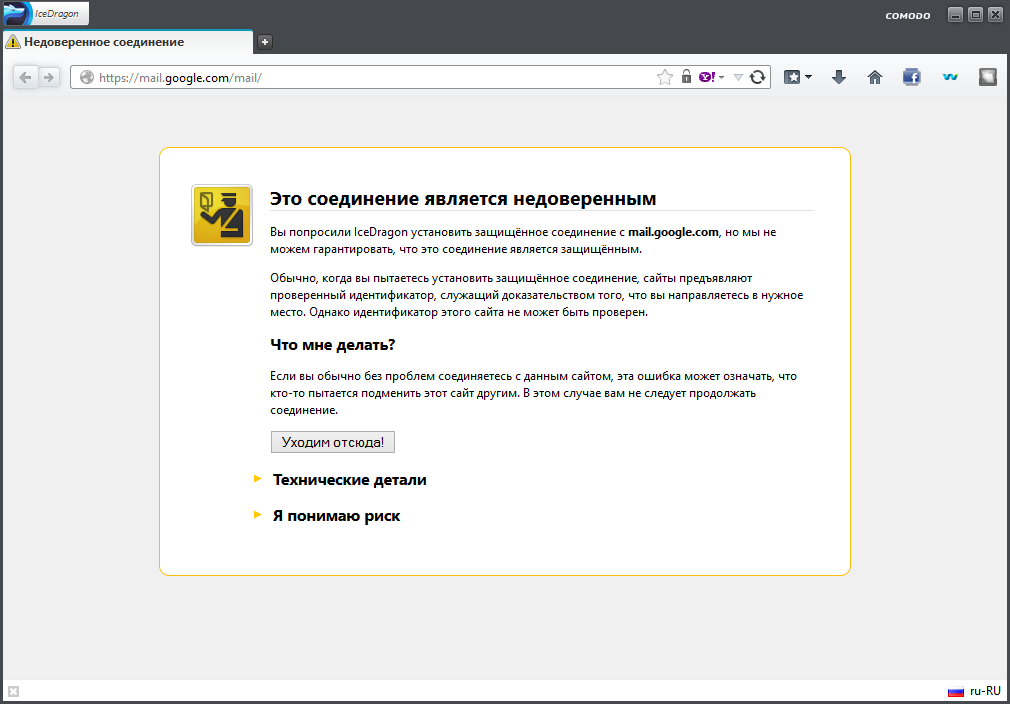 IceDragon
COMODO
Недоверенное соединение
https://mail.google.com/mail/
Это соединение является недоверенным
Вы попросили IceDragon установить защищённое соединение с mail.google.com, но мы не
можем гарантировать, что это соединение является защищённым.
Обычно, когда вы пытаетесь установить защищённое соединение, сайты предъявляют
проверенный идентификатор, служащий доказательством того, что вы направляетесь в нужное
место. Однако идентификатор этого сайта не может быть проверен.
Что мне делать?
Если вы обычно без проблем соединяетесь с данным сайтом, эта ошибка может означать, что
кто-то пытается подменить этот сайт другим. В этом случае вам не следует продолжать
соединение.
Уходим отсюда!
Технические детали
Я понимаю риск
ru-RU